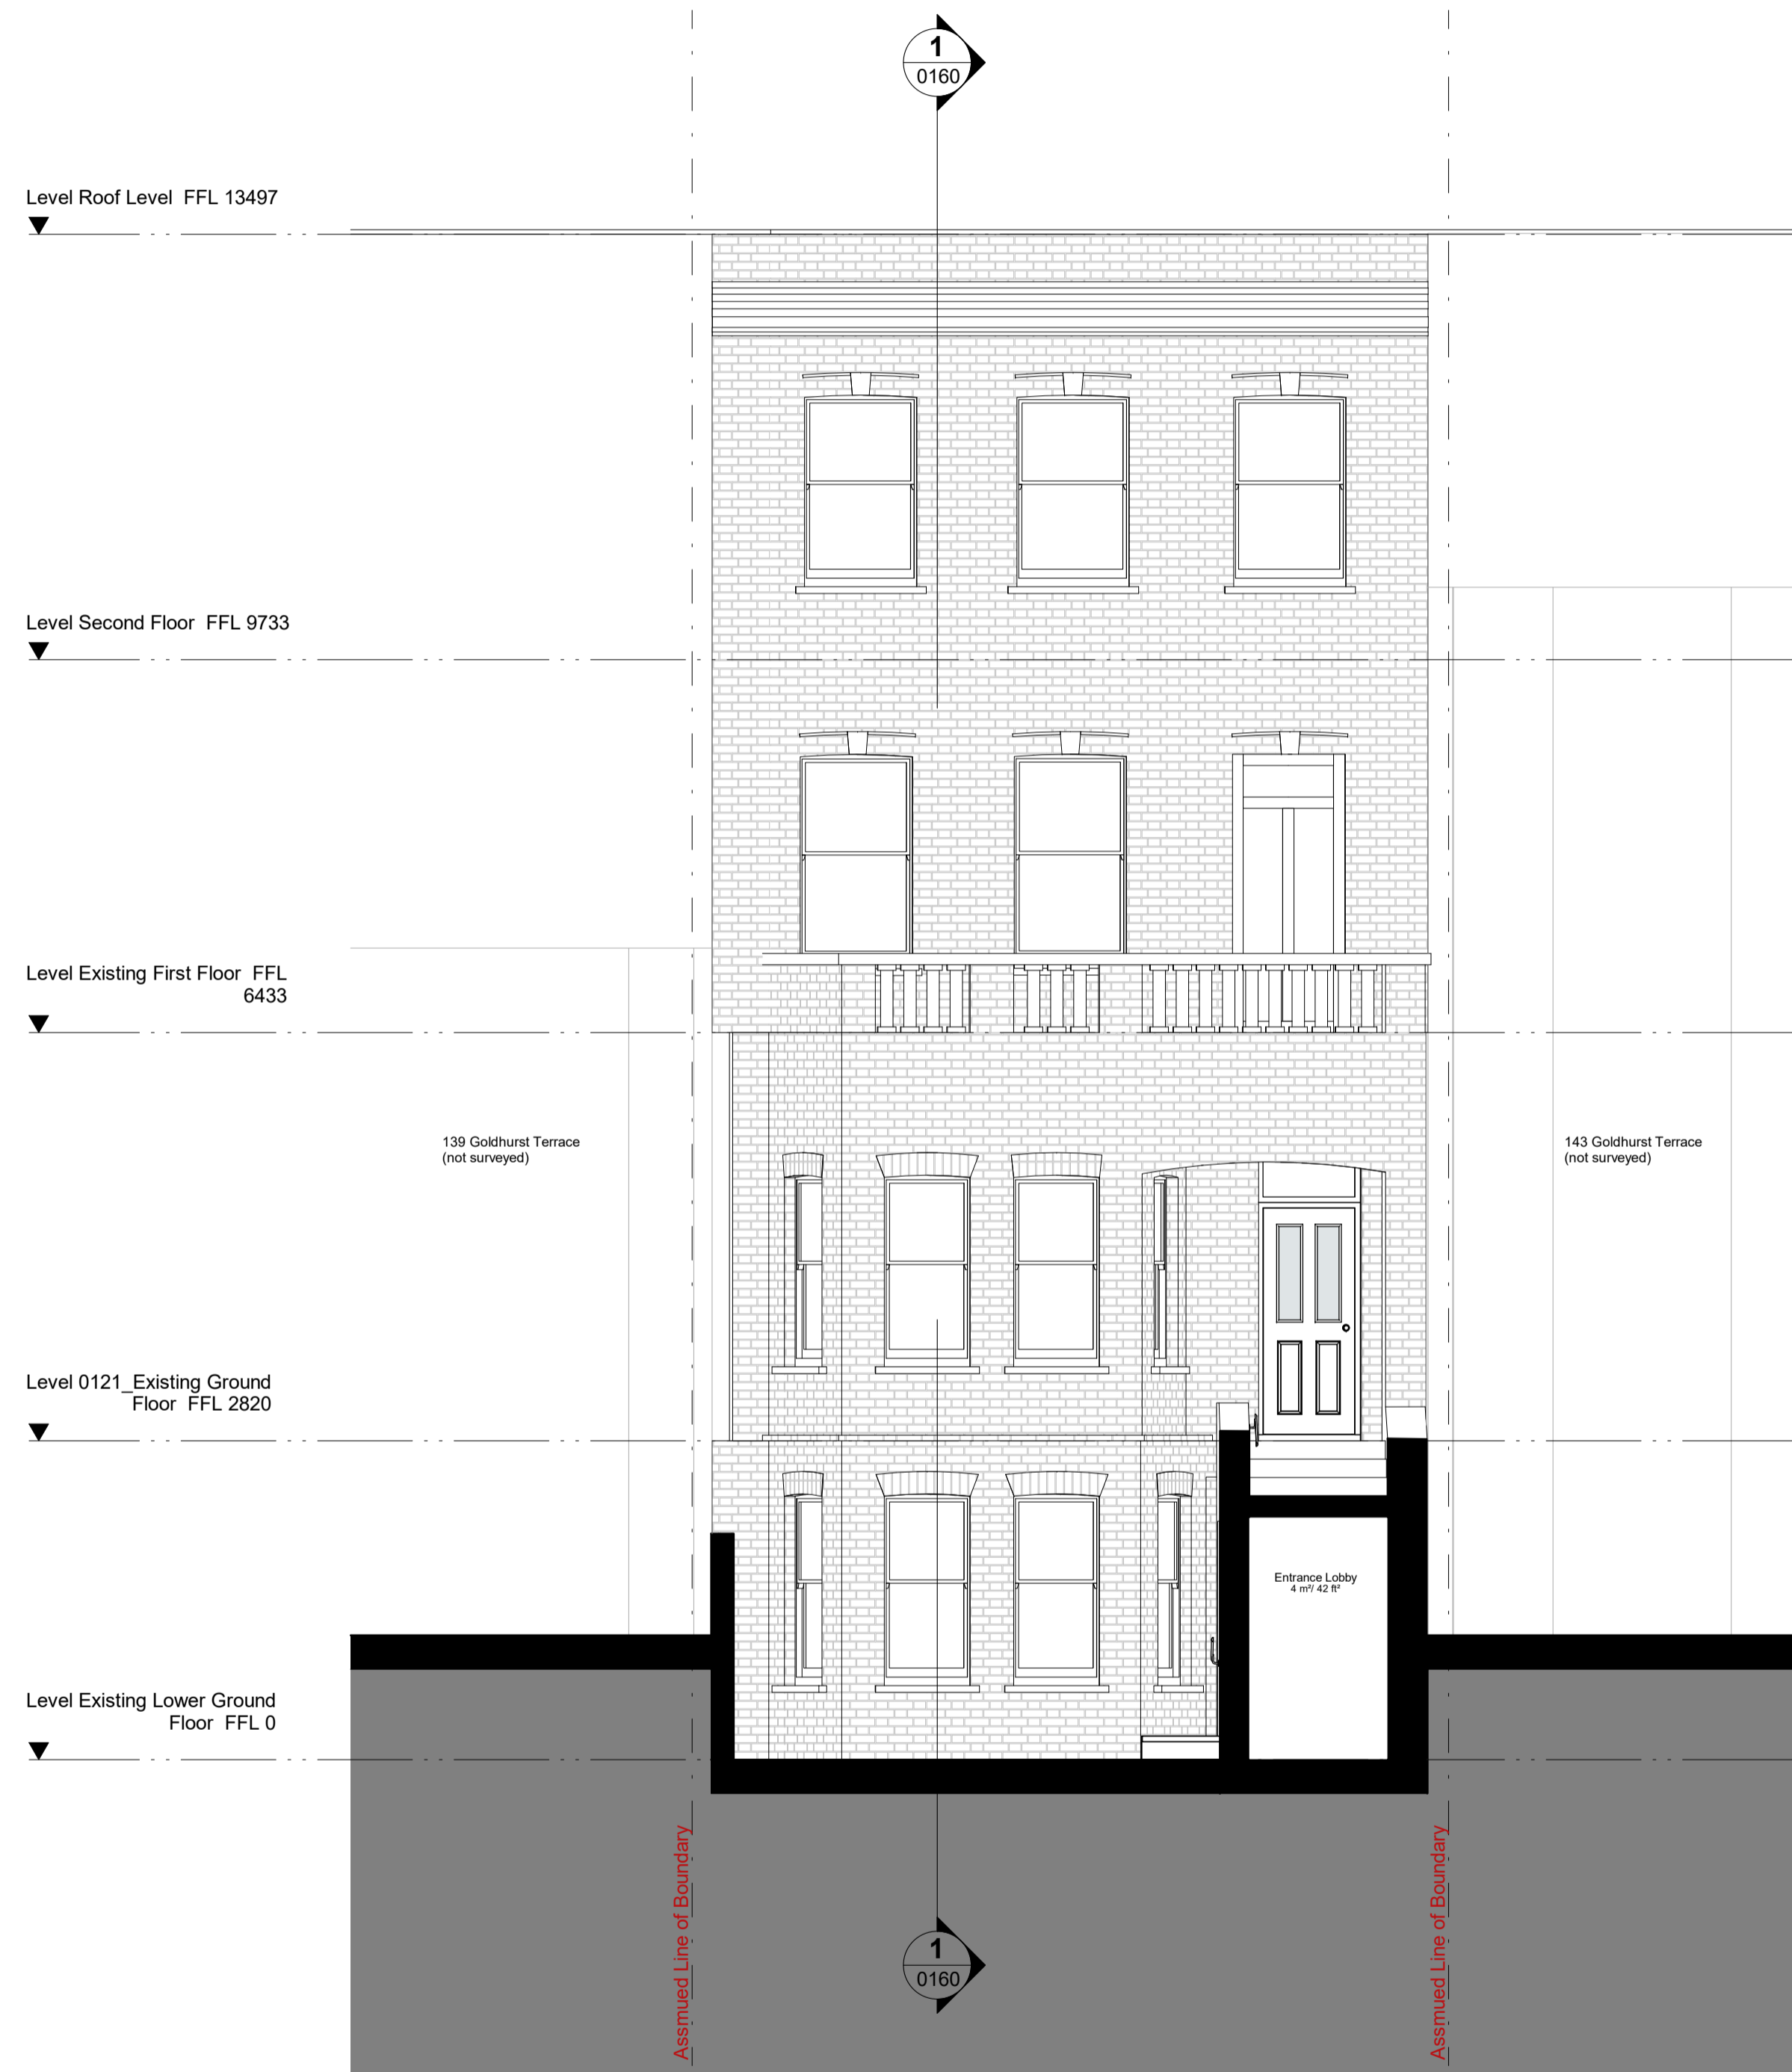 1
0160
Level Roof Level FFL 13497
Level Second Floor FFL 9733
Level Existing First Floor FFL
6433
139 Goldhurst Terrace
(not surveyed)
143 Goldhurst Terrace
(not surveyed)
Level 0121_Existing Ground
Floor FFL 2820
Entrance Lobby
4 m²/ 42 ft²
Level Existing Lower Ground
Floor FFL 0
Assmued Line of Boundary
Assmued Line of Boundary
1
0160